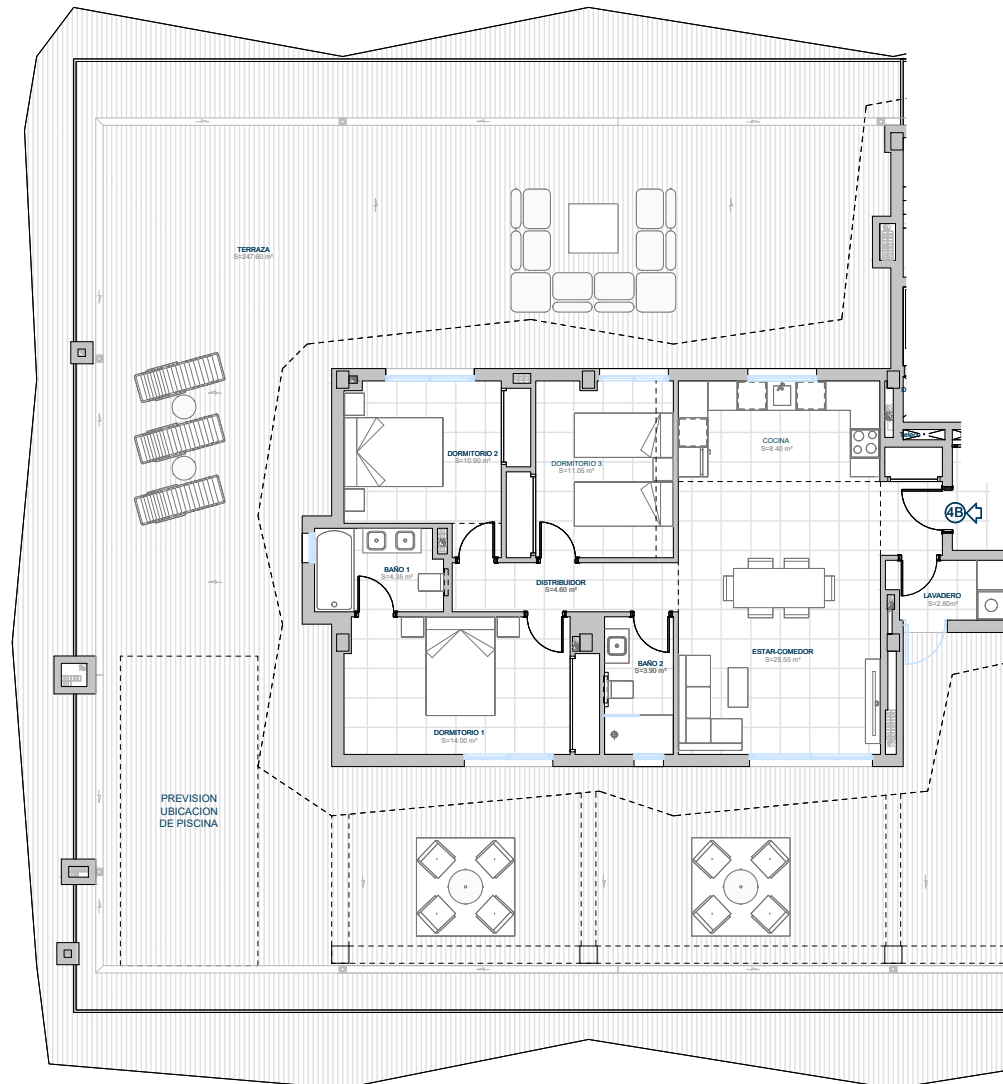 TERRAZA
S=247.60 m²
DORMITORIO 2
S=10.90 m²
DORMITORIO 3
S=11.05 m²
COCINA
S=8.40 m²
4B
BAÑO 1
S=4.35 m²
DISTRIBUIDOR
S=4.60 m²
LAVADERO
S=2.80m²
BAÑO 2
S=3.90 m²
ESTAR-COMEDOR
S=25.55 m²
DORMITORIO 1
S=14.00 m²
PREVISION
UBICACION
DE PISCINA